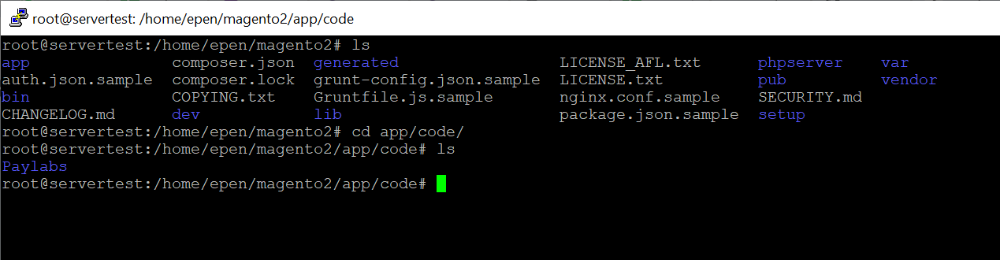 root@servertest: /home/epen/magento2/app/code
root@servertest:/home/epen/magento2# ls
app composer.json generated LICENSE_AFL.txt phpserver var
auth.json.sample composer.lock grunt-config.json.sample LICENSE.txt pub vendor
bin COPYING.txt Gruntfile.js.sample nginx.conf.sample SECURITY.md
CHANGELOG.md dev lib package.json.sample setup
root@servertest:/home/epen/magento2# cd app/code/
root@servertest:/home/epen/magento2/app/code# ls
Paylabs
root@servertest:/home/epen/magento2/app/code#